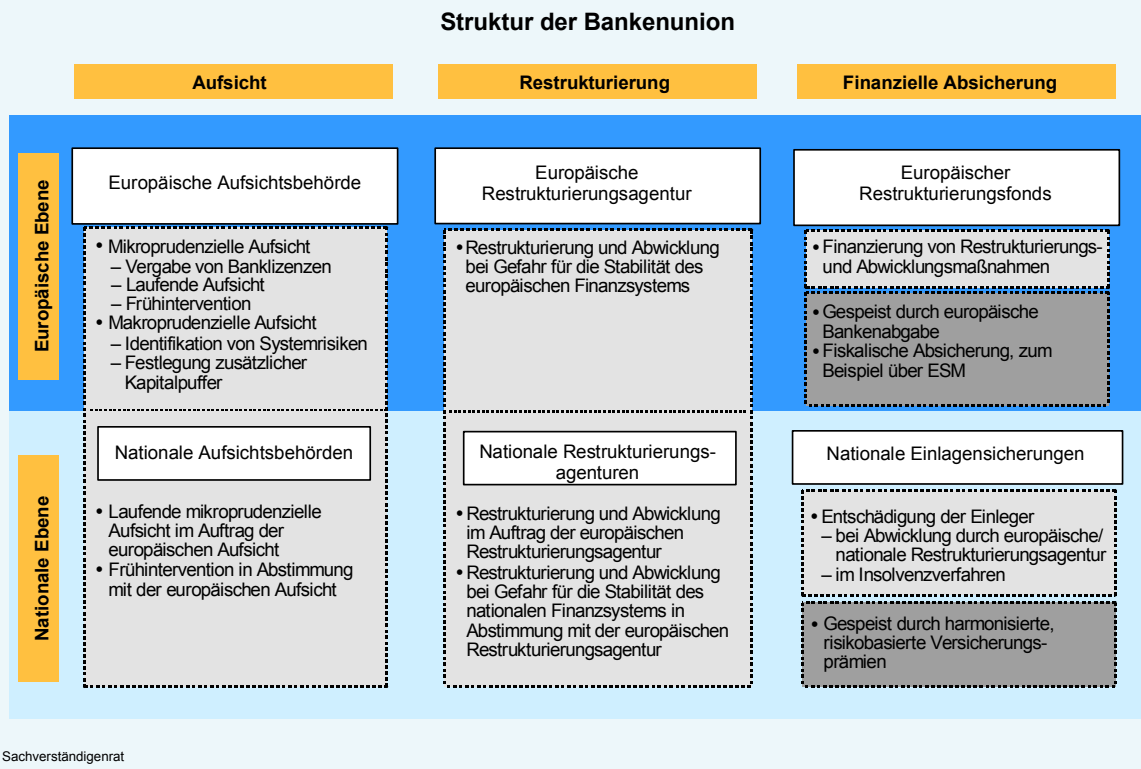 Struktur der Bankenunion
Aufsicht
Restrukturierung
Finanzielle Absicherung
Europäische Ebene
Europäische Aufsichtsbehörde
• Mikroprudenzielle Aufsicht
– Vergabe von Banklizenzen
– Laufende Aufsicht
– Frühintervention
• Makroprudenzielle Aufsicht
– Identifikation von Systemrisiken
– Festlegung zusätzlicher
Kapitalpuffer
Europäische
Restrukturierungsagentur
• Restrukturierung und Abwicklung
bei Gefahr für die Stabilität des
europäischen Finanzsystems
Europäischer
Restrukturierungsfonds
• Finanzierung von Restrukturierungs-
und Abwicklungsmaßnahmen
• Gespeist durch europäische
Bankenabgabe
• Fiskalische Absicherung, zum
Beispiel über ESM
Nationale Ebene
Nationale Aufsichtsbehörden
• Laufende mikroprudenzielle
Aufsicht im Auftrag der
europäischen Aufsicht
• Frühintervention in Abstimmung
mit der europäischen Aufsicht
Nationale Restrukturierungs-
agenturen
• Restrukturierung und Abwicklung
im Auftrag der europäischen
Restrukturierungsagentur
• Restrukturierung und Abwicklung
bei Gefahr für die Stabilität des
nationalen Finanzsystems in
Abstimmung mit der europäischen
Restrukturierungsagentur
Nationale Einlagensicherungen
• Entschädigung der Einleger
– bei Abwicklung durch europäische/
nationale Restrukturierungsagentur
– im Insolvenzverfahren
• Gespeist durch harmonisierte,
risikobasierte Versicherungs-
prämien
Sachverständigenrat